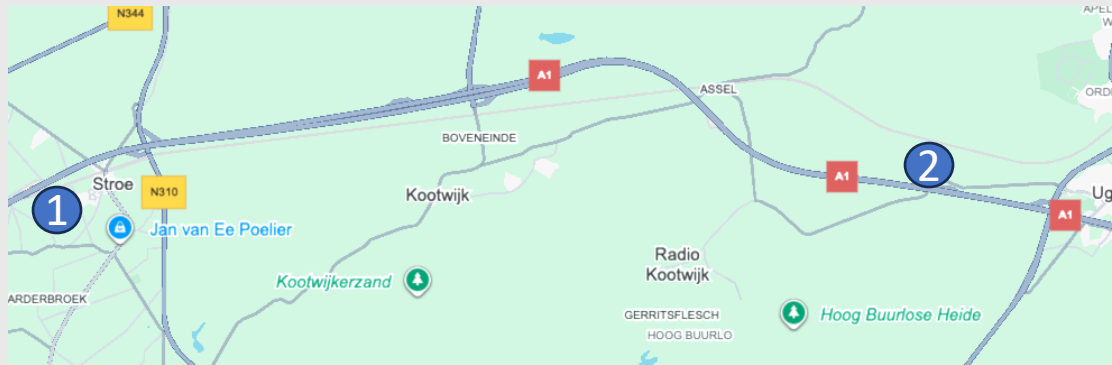 N344
APEL
W
A1
ASSEL
ORDE
BOVENEINDE
Stroe
N310
Kootwijk
A1
2
Ug
1
Jan van Ee Poelier
A1
Radio
Kootwijk
Kootwijkerzand
ARDERBROEK
GERRITSFLESCH
Hoog Buurlose Heide
HOOG BUURLO